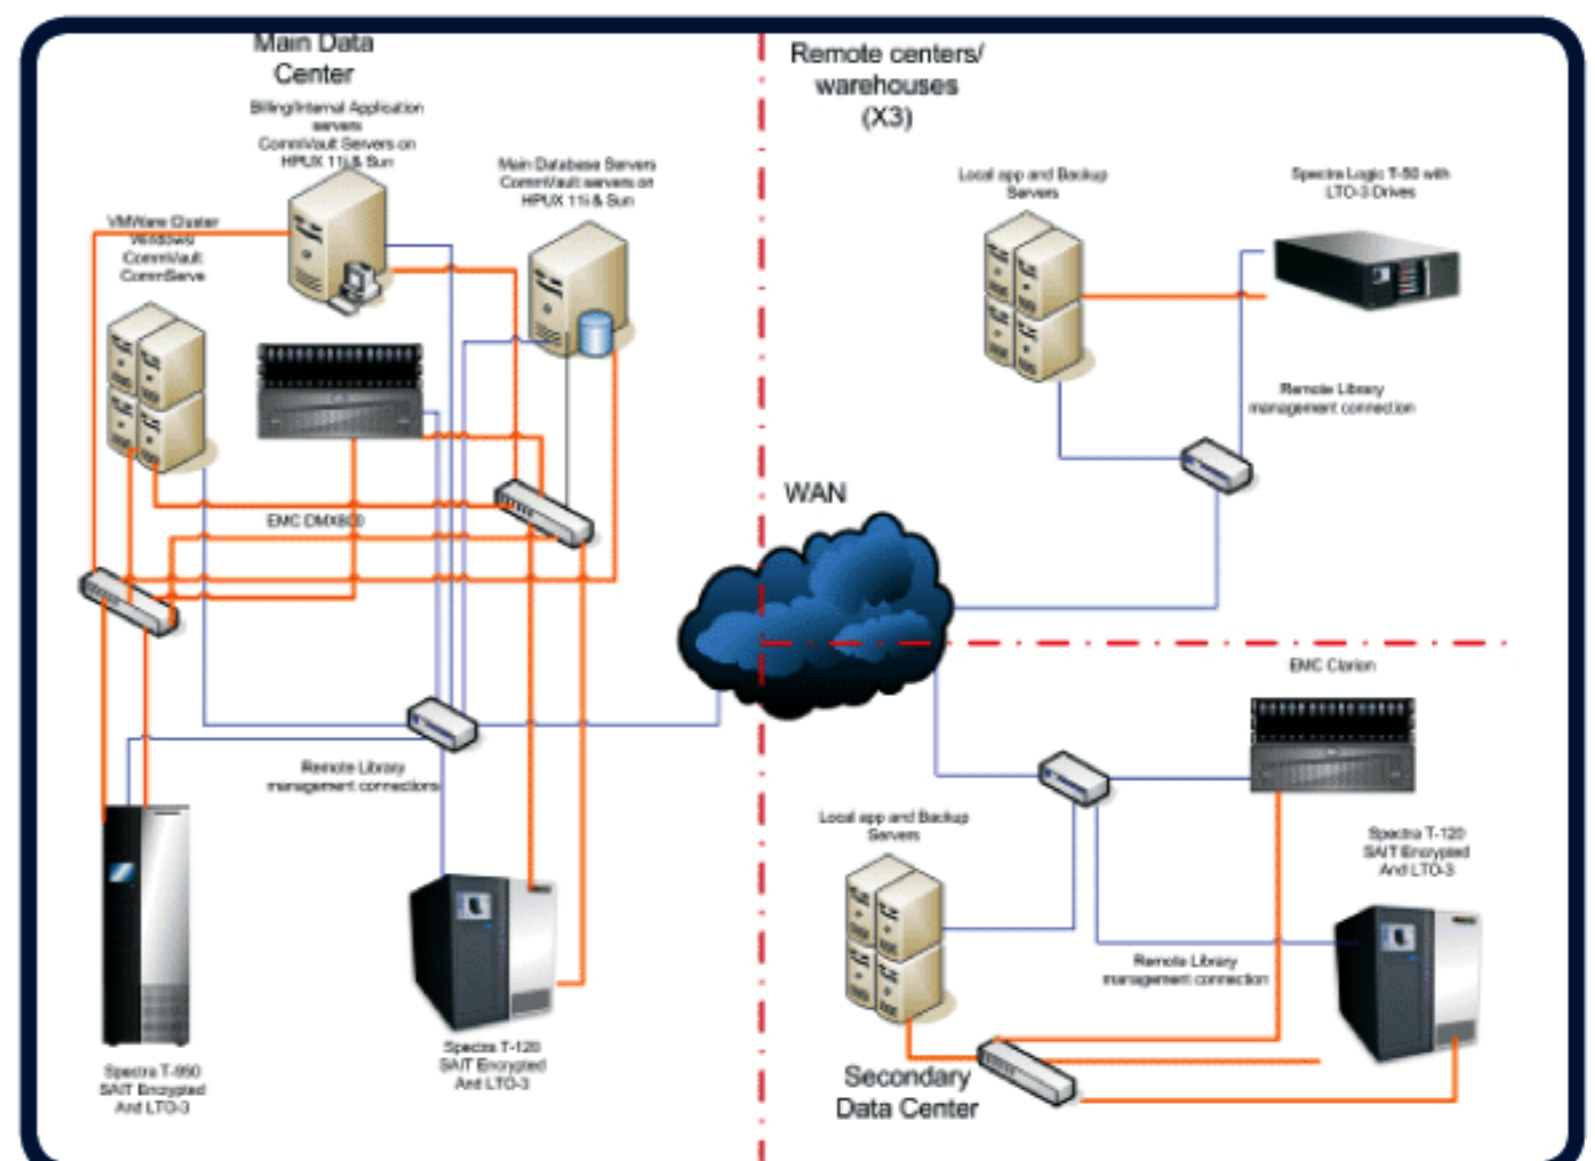 Main Data
Center
Billing/Internal Application
servers
CommVault Servers on
HPUX 11i & Sun
Main Database Servers
CommVault servers on
HPUX 11i & Sun
VMWare Cluster
Windows/
CommVault
CommServe
EMC DMX800
Remote Library
management connections
Spectra T-950
SAIT Encrypted
And LTO-3
Spectra T-120
SAIT Encrypted
And LTO-3
Remote centers/
warehouses
(X3)
Local app and Backup
Servers
Spectra Logic T-50 with
LTO-3 Drives
Remote Library
management connection
WAN
EMC Clarion
Local app and Backup
Servers
Spectra T-120
SAIT Encrypted
And LTO-3
Remote Library
management connection
Secondary
Data Center